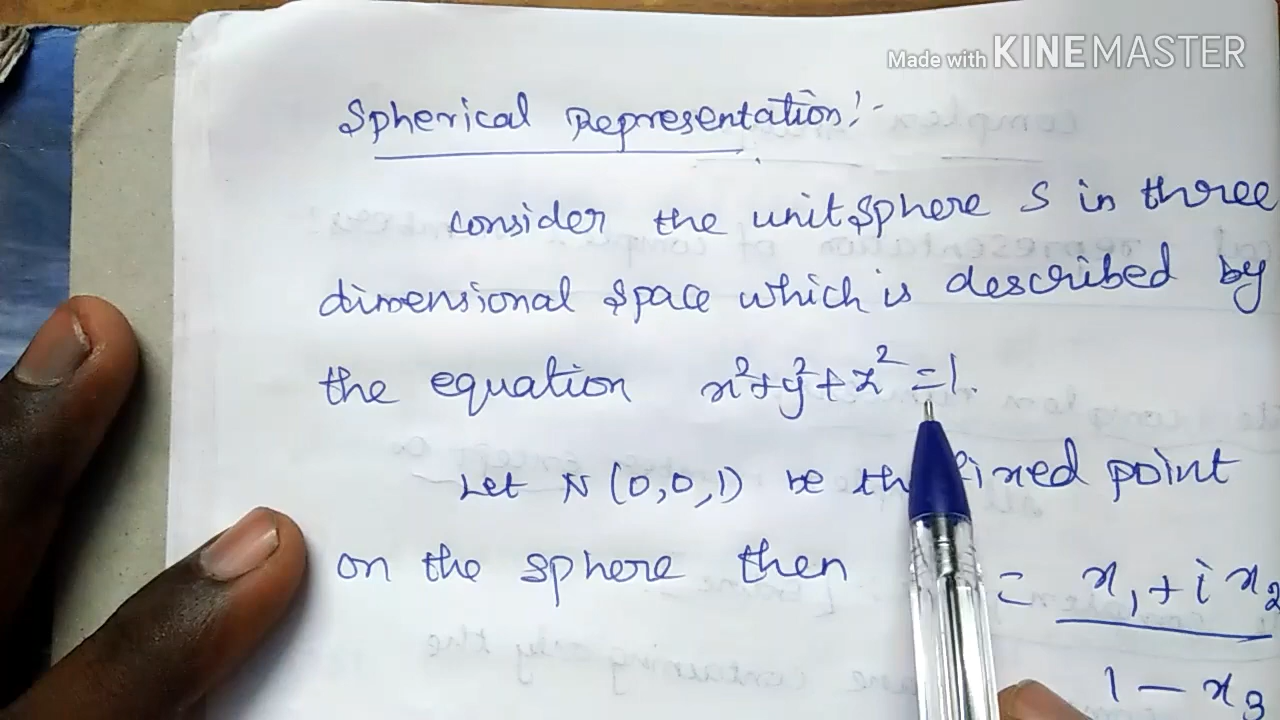 Made with KINEMASTER
Spherical Representation:-
consider the unit sphere S in three
dimensional space which is described by
the equation x²+y²+z²=1.
Let N (0,0,1) be the fixed point
on the sphere then = x₁+ix₂
1-x₃